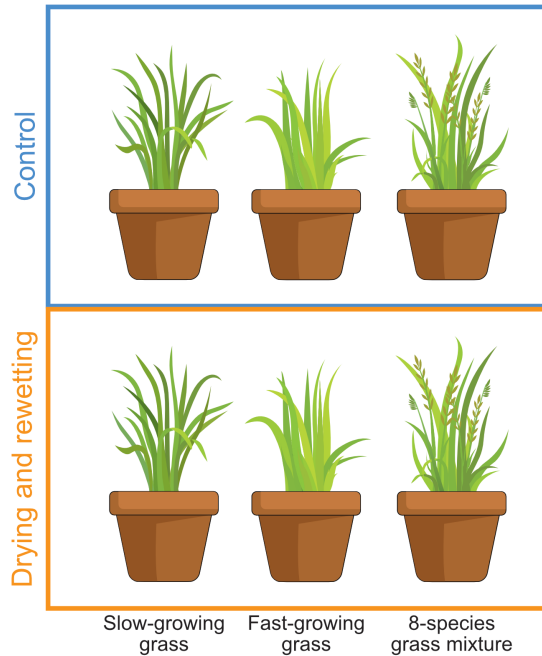 Control
Drying and rewetting
Slow-growing
grass
Fast-growing
grass
8-species
grass mixture